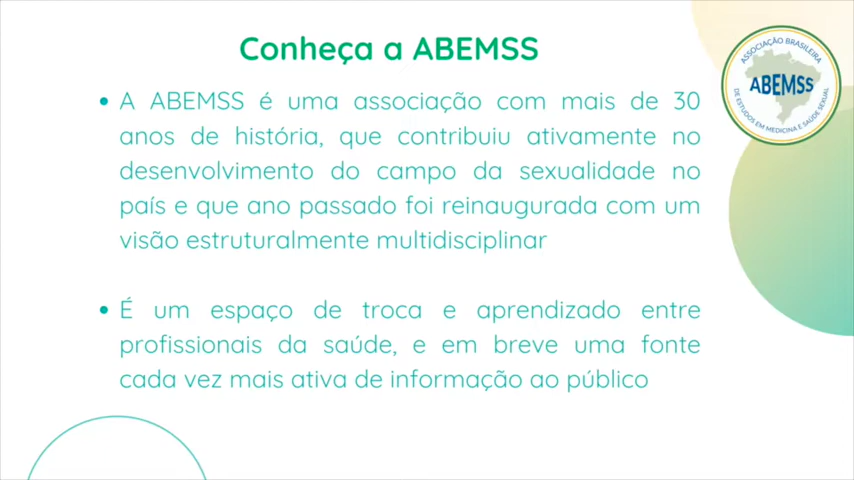 Conheça a ABEMSS
• A ABEMSS é uma associação com mais de 30
anos de história, que contribuiu ativamente no
desenvolvimento do campo da sexualidade no
país e que ano passado foi reinaugurada com um
visão estruturalmente multidisciplinar
• É um espaço de troca e aprendizado entre
profissionais da saúde, e em breve uma fonte
cada vez mais ativa de informação ao público
ASSOCIAÇÃO BRASILEIRA
ABEMSS
DE ESTUDOS EM MEDICINA E SAÚDE SEXUAL